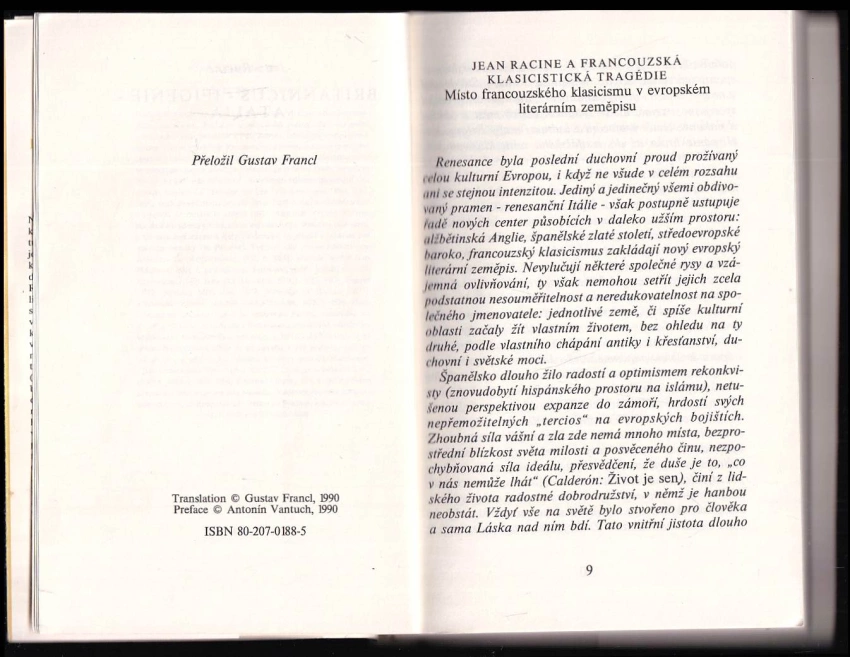 Přeložil Gustav Francl
Translation © Gustav Francl, 1990
Preface © Antonín Vantuch, 1990
ISBN 80-207-0188-5
JEAN RACINE A FRANCOUZSKÁ
KLASICISTICKÁ TRAGÉDIE
Místo francouzského klasicismu v evropském
literárním zeměpisu
Renesance byla poslední duchovní proud prožívaný
celou kulturní Evropou, i když ne všude v celém rozsahu
ani se stejnou intenzitou. Jediný a jedinečný všemi obdivo-
vaný pramen - renesanční Itálie - však postupně ustupuje
řadě nových center působících v daleko užším prostoru:
alžbětinská Anglie, španělské zlaté století, středoevropské
baroko, francouzský klasicismus zakládají nový evropský
literární zeměpis. Nevylučují některé společné rysy a vzá-
jemná ovlivňování, ty však nemohou setřít jejich zcela
podstatnou nesouměřitelnost a neredukovatelnost na spo-
lečného jmenovatele: jednotlivé země, či spíše kulturní
oblasti začaly žít vlastním životem, bez ohledu na ty
druhé, podle vlastního chápání antiky i křesťanství, du-
chovní i světské moci.
Španělsko dlouho žilo radostí a optimismem rekonkvi-
sty (znovudobytí hispánského prostoru na islámu), netu-
šenou perspektivou expanze do zámoří, hrdostí svých
nepřemožitelných „tercios" na evropských bojištích.
Zhoubná síla vášní a zla zde nemá mnoho místa, bezpro-
střední blízkost světa milosti a posvěceného činu, nezpo-
chybňovaná síla ideálu, přesvědčení, že duše je to, „co
v nás nemůže lhát" (Calderón: Život je sen), činí z lid-
ského života radostné dobrodružství, v němž je hanbou
neobstát. Vždyť vše na světě bylo stvořeno pro člověka
a sama Láska nad ním bdí. Tato vnitřní jistota dlouho
9